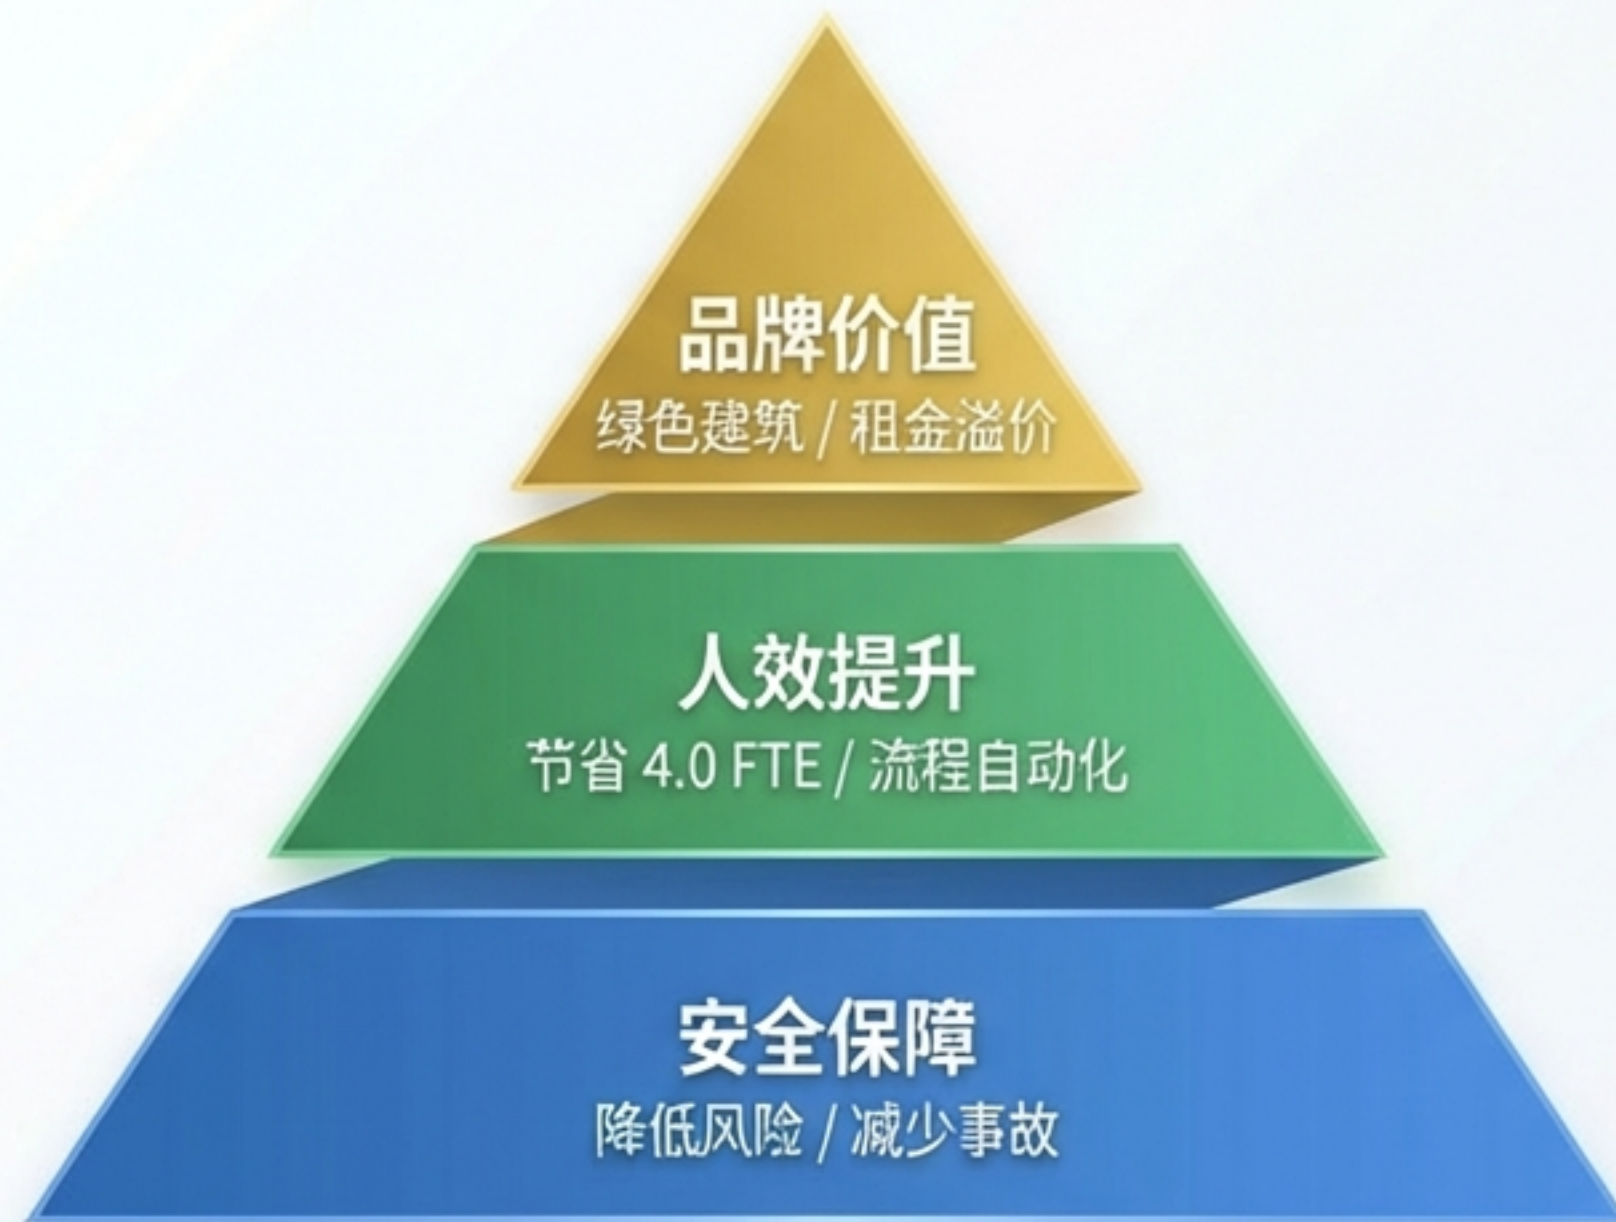 品牌价值
绿色建筑 / 租金溢价
人效提升
节省 4.0 FTE / 流程自动化
安全保障
降低风险 / 减少事故